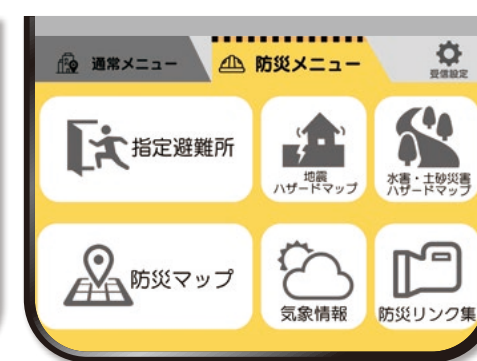 通常メニュー
防災メニュー
受信設定
指定避難所
地震
ハザードマップ
水害・土砂災害
ハザードマップ
防災マップ
気象情報
防災リンク集